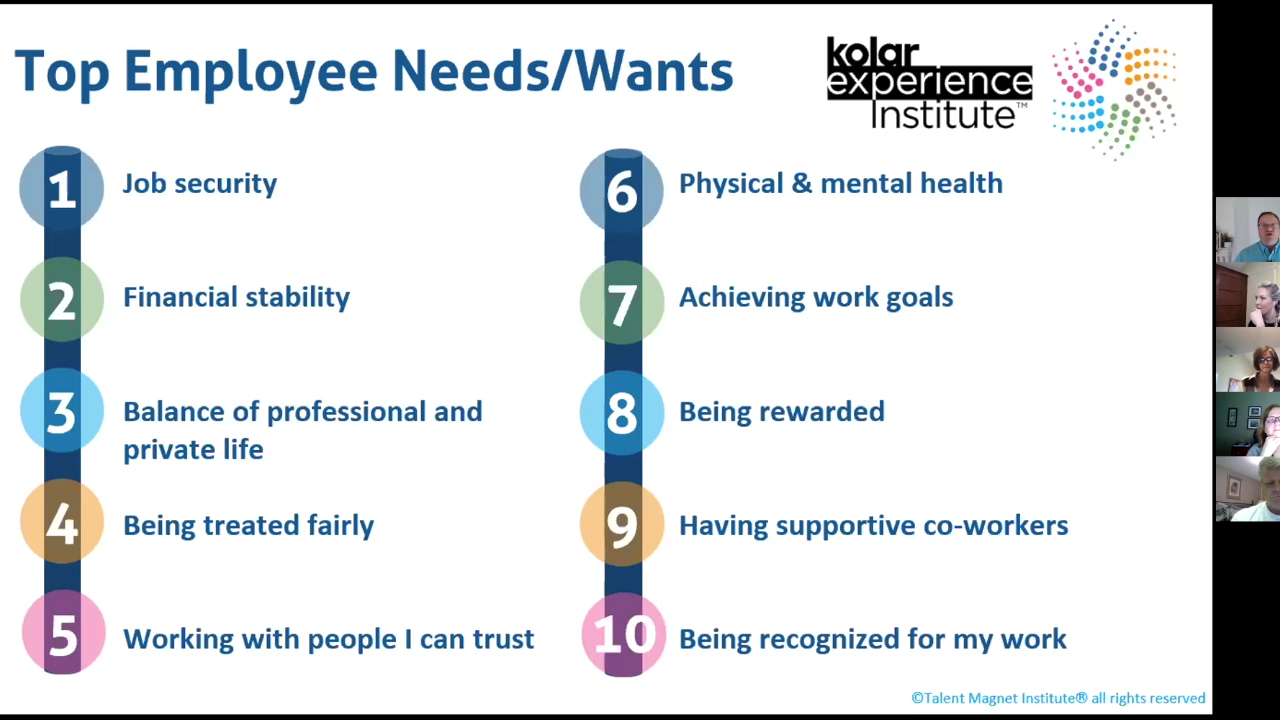 Top Employee Needs/Wants
kolar
experience
Institute™
1 Job security
2 Financial stability
3 Balance of professional and
private life
4 Being treated fairly
5 Working with people I can trust
6 Physical & mental health
7 Achieving work goals
8 Being rewarded
9 Having supportive co-workers
10 Being recognized for my work
©Talent Magnet Institute® all rights reserved